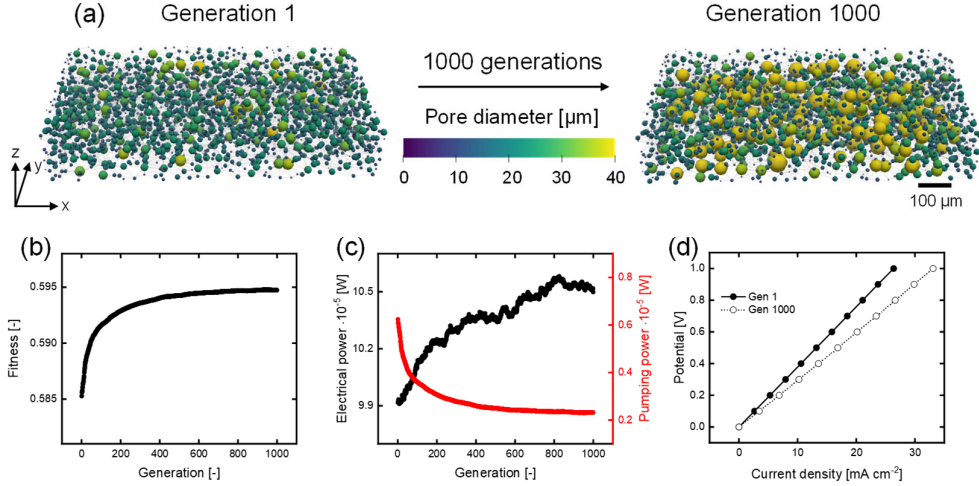 (a)
Generation 1
Generation 1000
1000 generations
Pore diameter [µm]
0 10 20 30 40
z
y
x
100 µm
(b)
Fitness [-]
0.595
0.590
0.585
0 200 400 600 800 1000
Generation [-]
(c)
Electrical power ·10⁻⁵ [W]
10.5
10.2
9.9
Pumping power ·10⁻⁵ [W]
0.8
0.6
0.4
0.2
0 200 400 600 800 1000
Generation [-]
(d)
Potential [V]
1.0
0.8
0.6
0.4
0.2
0.0
Gen 1
Gen 1000
0 10 20 30
Current density [mA cm⁻²]